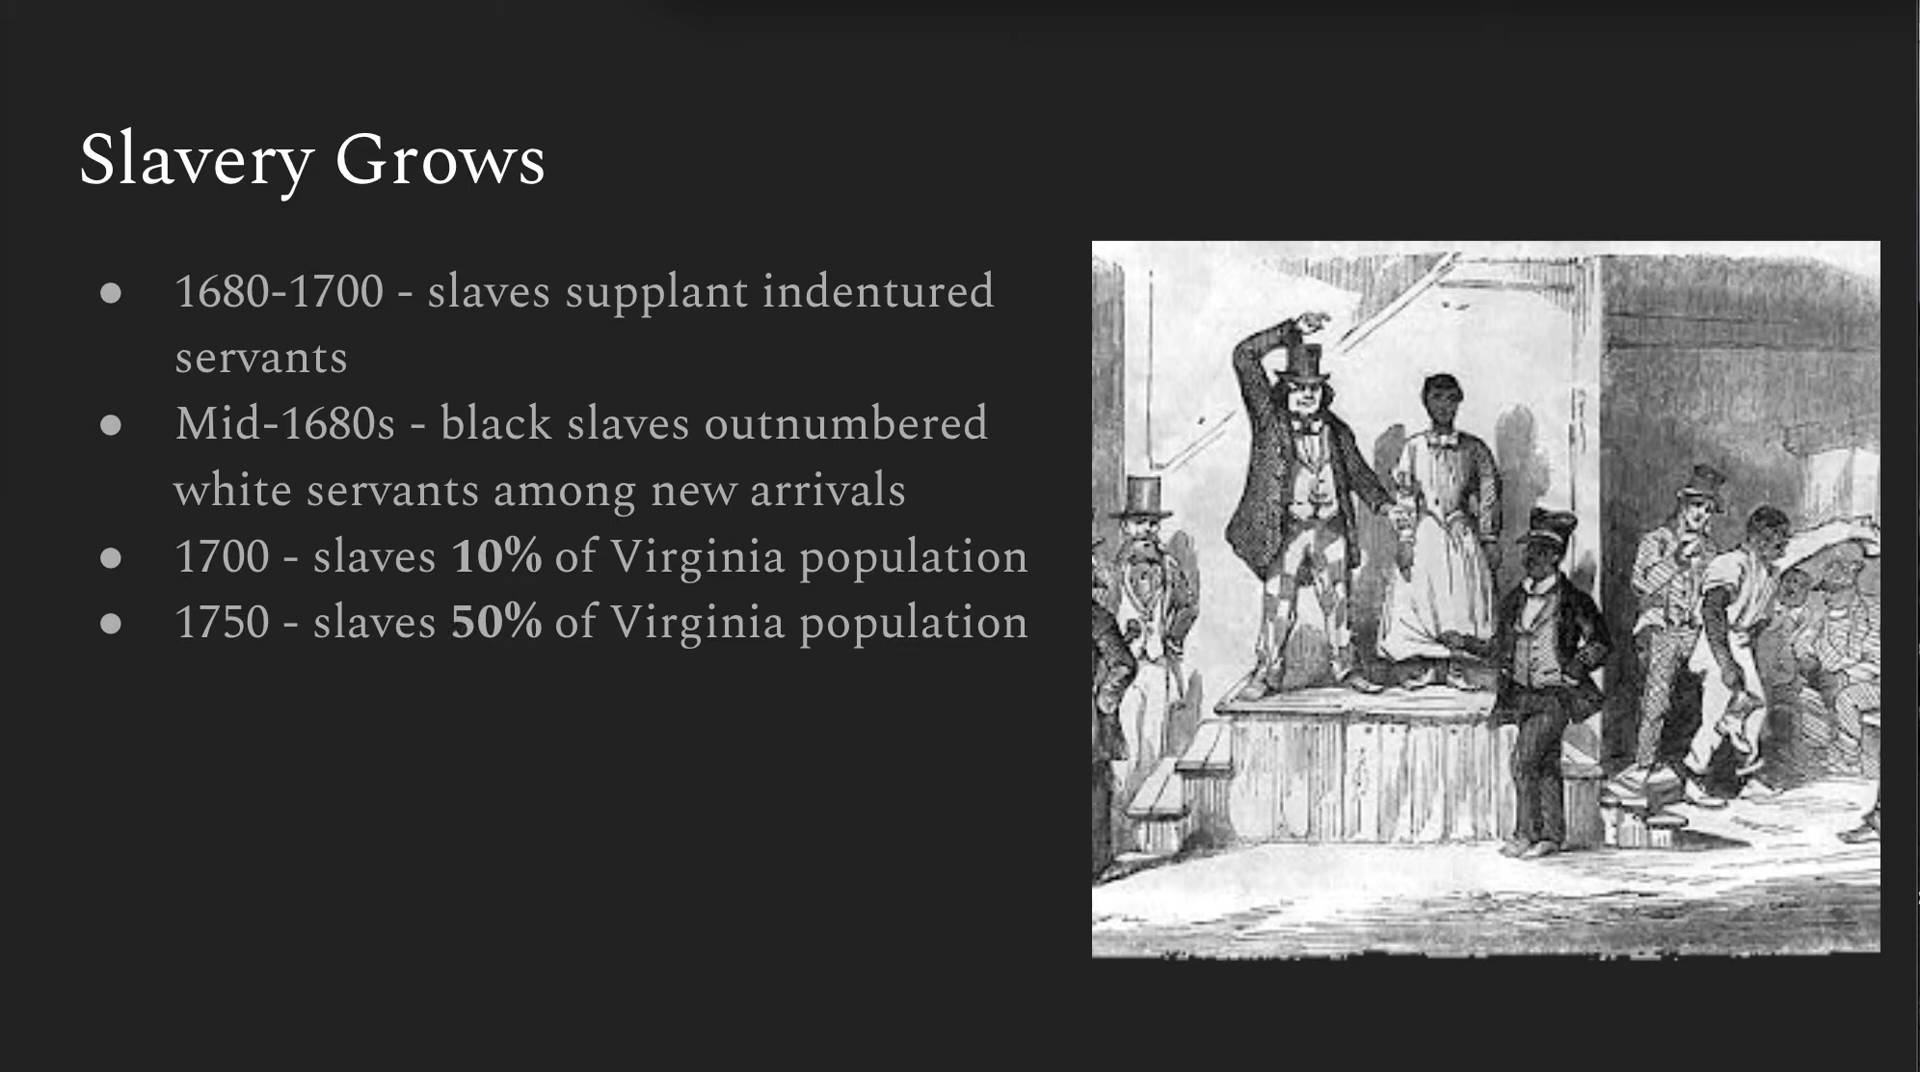 Slavery Grows
● 1680-1700 - slaves supplant indentured
servants
● Mid-1680s - black slaves outnumbered
white servants among new arrivals
● 1700 - slaves 10% of Virginia population
● 1750 - slaves 50% of Virginia population